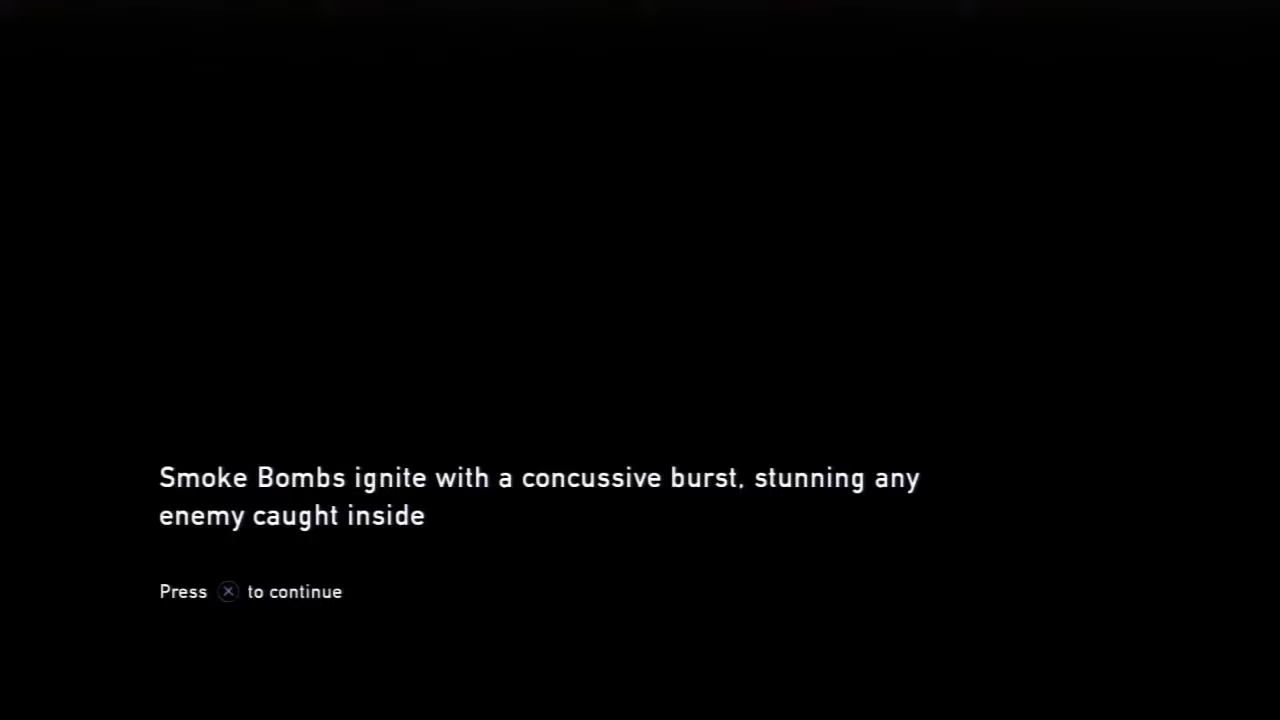 Smoke Bombs ignite with a concussive burst, stunning any
enemy caught inside
Press ⓧ to continue